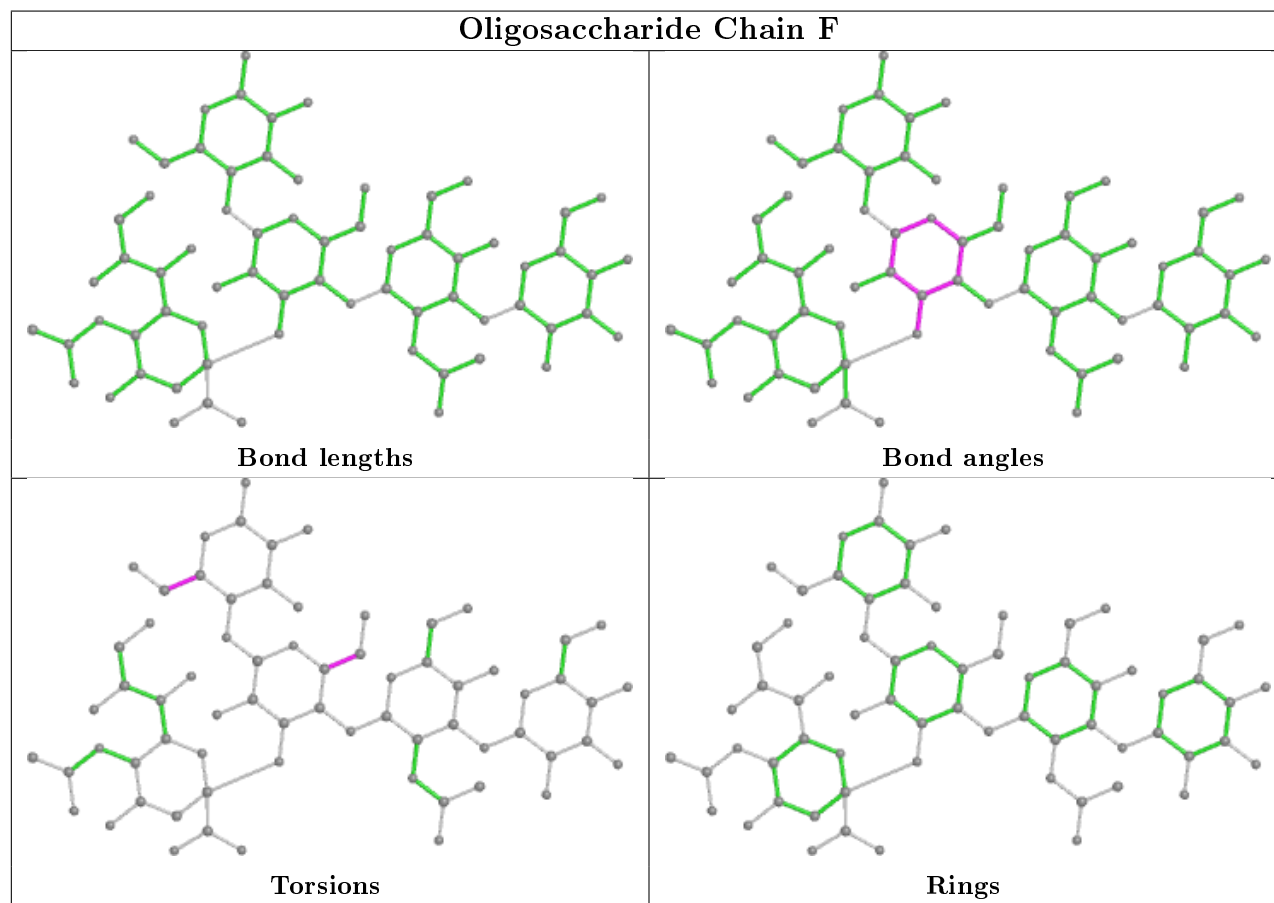 Oligosaccharide Chain F
Bond lengths
Bond angles
Torsions
Rings